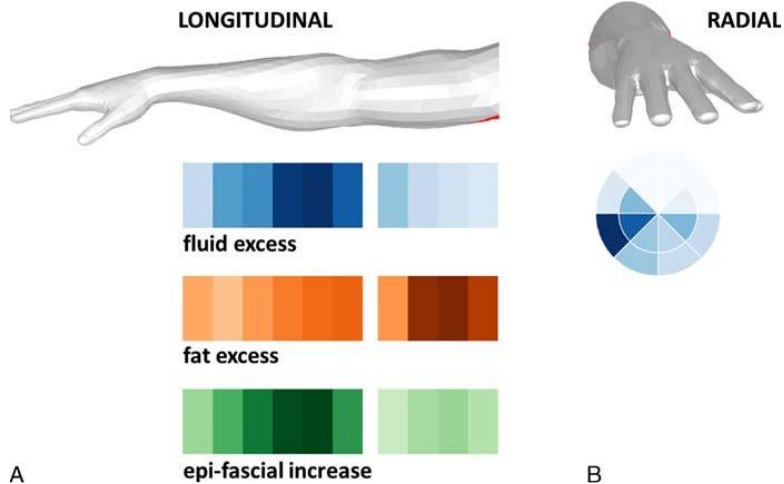 LONGITUDINAL
RADIAL
fluid excess
fat excess
epi-fascial increase
A
B